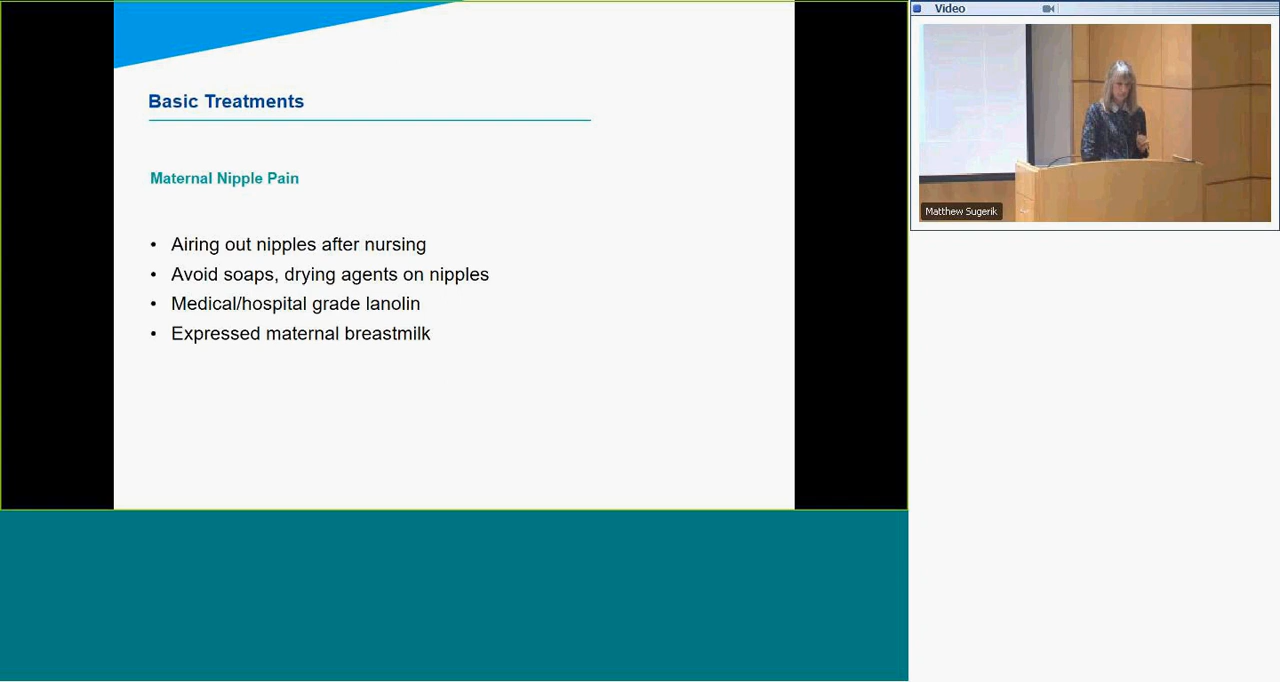 Basic Treatments
Maternal Nipple Pain
• Airing out nipples after nursing
• Avoid soaps, drying agents on nipples
• Medical/hospital grade lanolin
• Expressed maternal breastmilk
Video
Matthew Sugerik